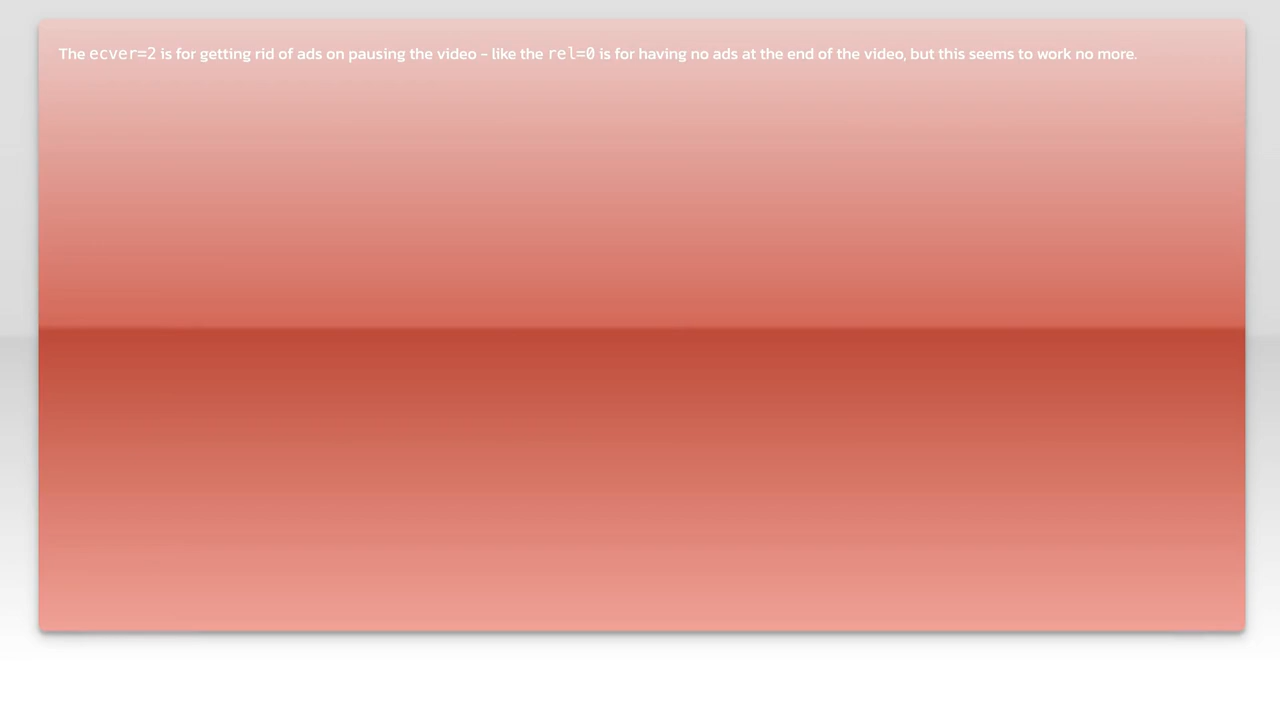 The ecver=2 is for getting rid of ads on pausing the video - like the rel=0 is for having no ads at the end of the video, but this seems to work no more.